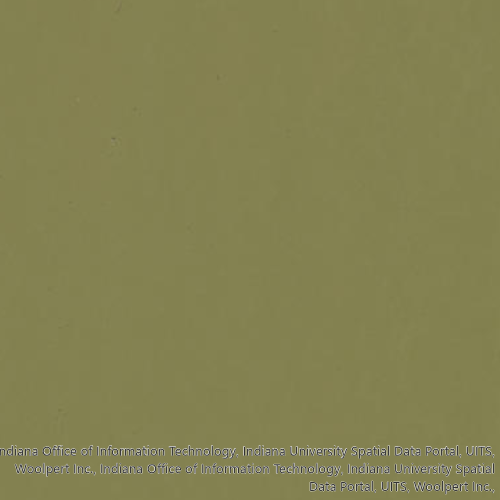 ndiana Office of Information Technology, Indiana University Spatial Data Portal, UITS,
Woolpert Inc., Indiana Office of Information Technology, Indiana University Spatial
Data Portal, UITS, Woolpert Inc.,